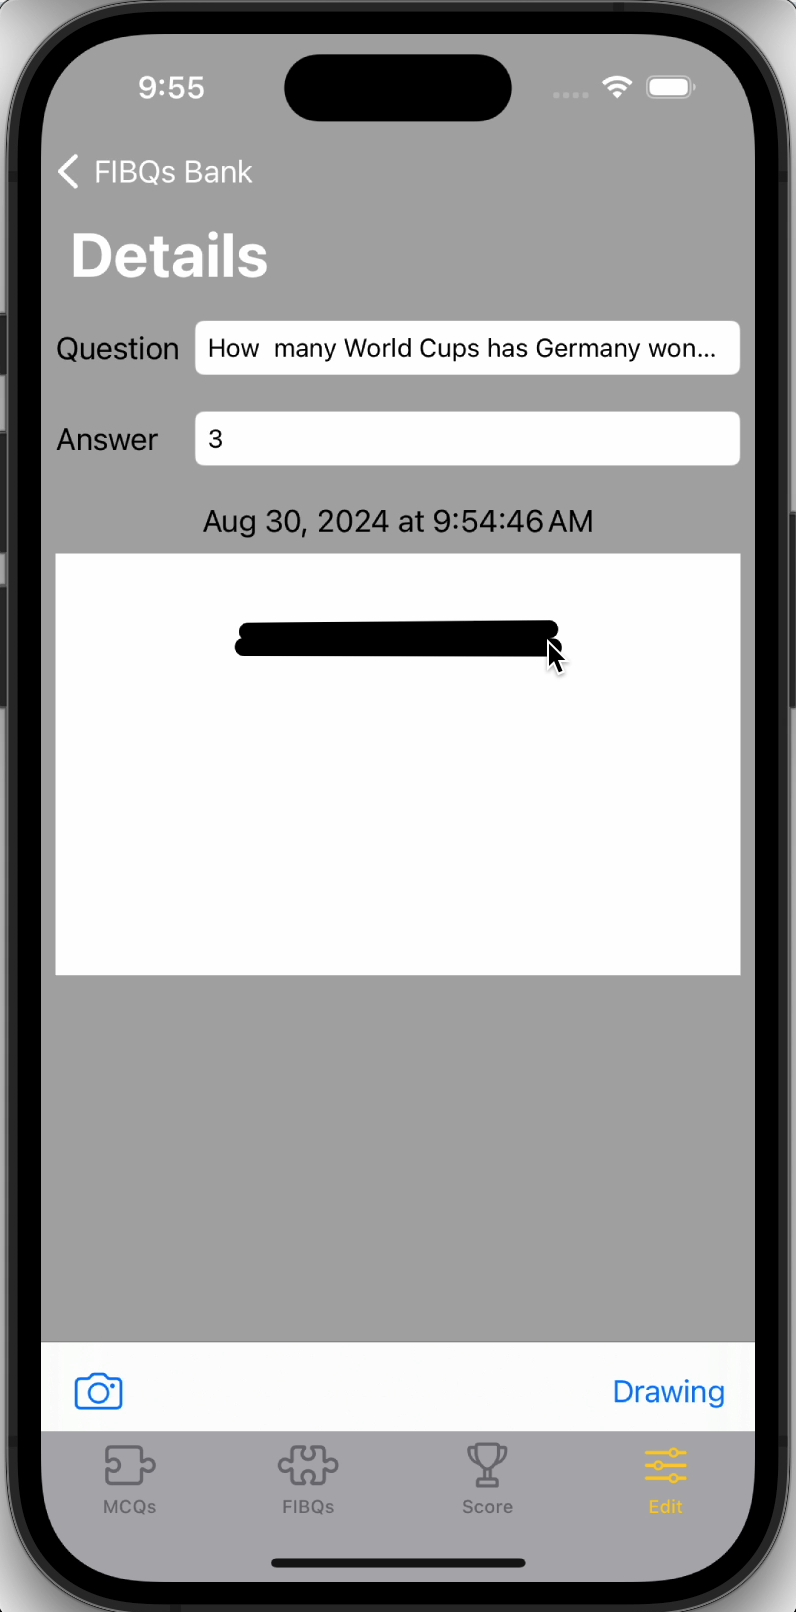 9:55
FIBQs Bank
Details
Question How  many World Cups has Germany won...
Answer 3
Aug 30, 2024 at 9:54:46 AM
Drawing
MCQs FIBQs Score Edit